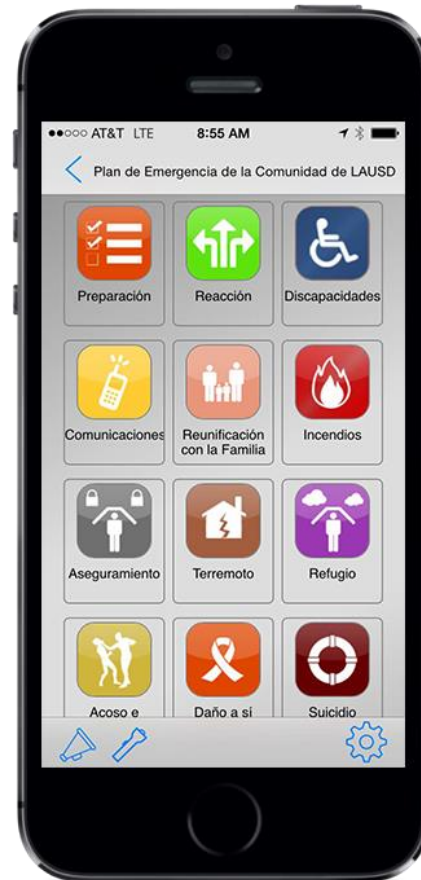 AT&T LTE 8:55 AM
Plan de Emergencia de la Comunidad de LAUSD
Preparación
Reacción
Discapacidades
Comunicaciones
Reunificación
con la Familia
Incendios
Aseguramiento
Terremoto
Refugio
Acoso e
Daño a sí
Suicidio